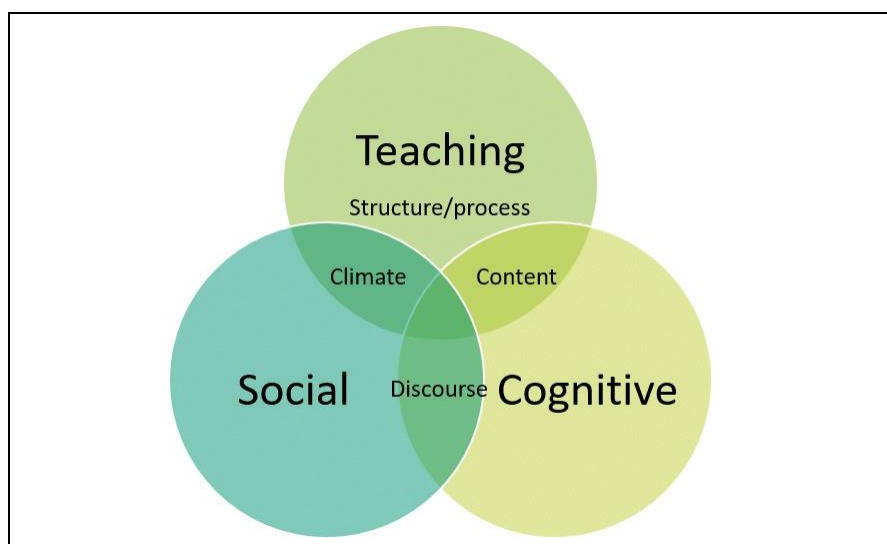 Teaching
Structure/process
Climate
Content
Social
Discourse
Cognitive